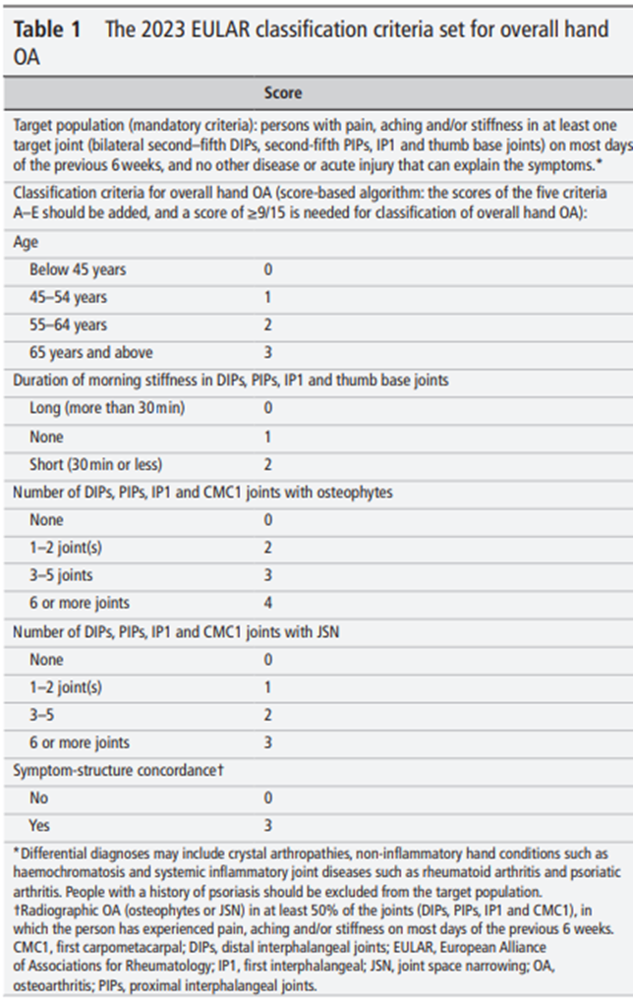 Table 1 The 2023 EULAR classification criteria set for overall hand
OA
Score
Target population (mandatory criteria): persons with pain, aching and/or stiffness in at least one
target joint (bilateral second–fifth DIPs, second-fifth PIPs, IP1 and thumb base joints) on most days
of the previous 6 weeks, and no other disease or acute injury that can explain the symptoms.*
Classification criteria for overall hand OA (score-based algorithm: the scores of the five criteria
A–E should be added, and a score of ≥9/15 is needed for classification of overall hand OA):
Age
Below 45 years 0
45–54 years 1
55–64 years 2
65 years and above 3
Duration of morning stiffness in DIPs, PIPs, IP1 and thumb base joints
Long (more than 30 min) 0
None 1
Short (30 min or less) 2
Number of DIPs, PIPs, IP1 and CMC1 joints with osteophytes
None 0
1–2 joint(s) 2
3–5 joints 3
6 or more joints 4
Number of DIPs, PIPs, IP1 and CMC1 joints with JSN
None 0
1–2 joint(s) 1
3–5 2
6 or more joints 3
Symptom-structure concordance†
No 0
Yes 3
*Differential diagnoses may include crystal arthropathies, non-inflammatory hand conditions such as
haemochromatosis and systemic inflammatory joint diseases such as rheumatoid arthritis and psoriatic
arthritis. People with a history of psoriasis should be excluded from the target population.
†Radiographic OA (osteophytes or JSN) in at least 50% of the joints (DIPs, PIPs, IP1 and CMC1), in
which the person has experienced pain, aching and/or stiffness on most days of the previous 6 weeks.
CMC1, first carpometacarpal; DIPs, distal interphalangeal joints; EULAR, European Alliance
of Associations for Rheumatology; IP1, first interphalangeal; JSN, joint space narrowing; OA,
osteoarthritis; PIPs, proximal interphalangeal joints.